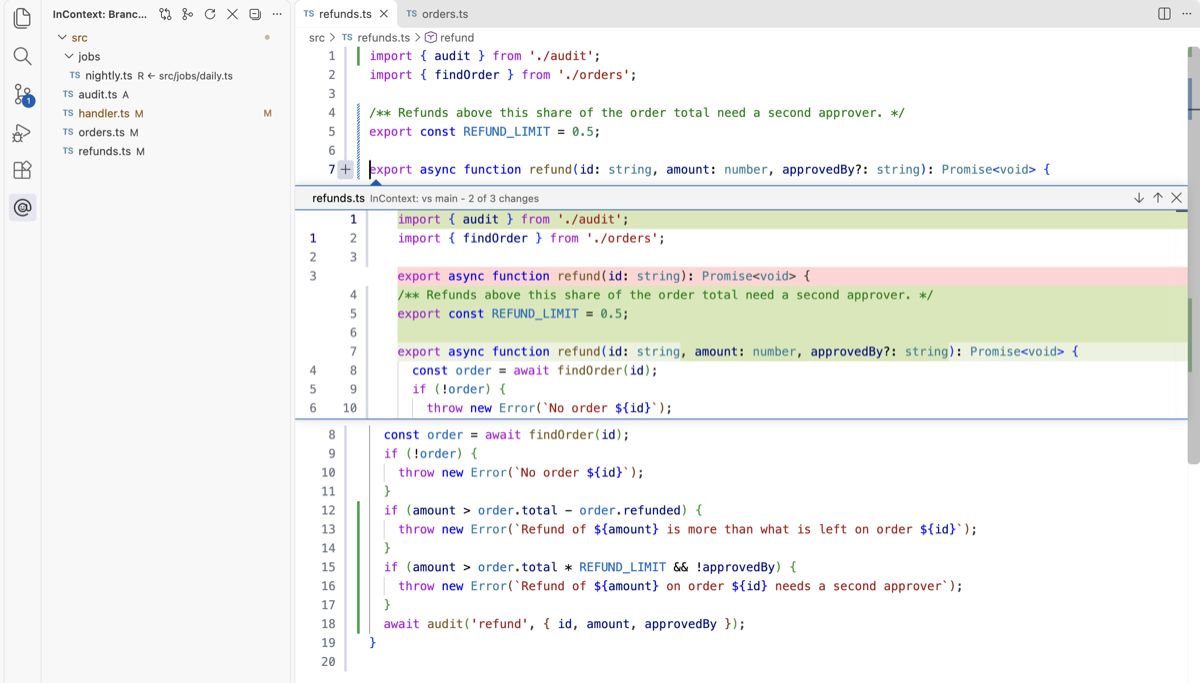 InContext: Branc...
src
jobs
TS nightly.ts R ← src/jobs/daily.ts
TS audit.ts A
TS handler.ts M M
TS orders.ts M
TS refunds.ts M
1
TS refunds.ts
TS orders.ts
src > TS refunds.ts > refund
1 import { audit } from './audit';
2 import { findOrder } from './orders';
3
4 /** Refunds above this share of the order total need a second approver. */
5 export const REFUND_LIMIT = 0.5;
6
7 export async function refund(id: string, amount: number, approvedBy?: string): Promise<void> {
refunds.ts InContext: vs main - 2 of 3 changes
1 import { audit } from './audit';
1 2 import { findOrder } from './orders';
2 3
3 export async function refund(id: string): Promise<void> {
4 /** Refunds above this share of the order total need a second approver. */
5 export const REFUND_LIMIT = 0.5;
6
7 export async function refund(id: string, amount: number, approvedBy?: string): Promise<void> {
4 8 const order = await findOrder(id);
5 9 if (!order) {
6 10 throw new Error(`No order ${id}`);
8 const order = await findOrder(id);
9 if (!order) {
10 throw new Error(`No order ${id}`);
11 }
12 if (amount > order.total - order.refunded) {
13 throw new Error(`Refund of ${amount} is more than what is left on order ${id}`);
14 }
15 if (amount > order.total * REFUND_LIMIT && !approvedBy) {
16 throw new Error(`Refund of ${amount} on order ${id} needs a second approver`);
17 }
18 await audit('refund', { id, amount, approvedBy });
19 }
20